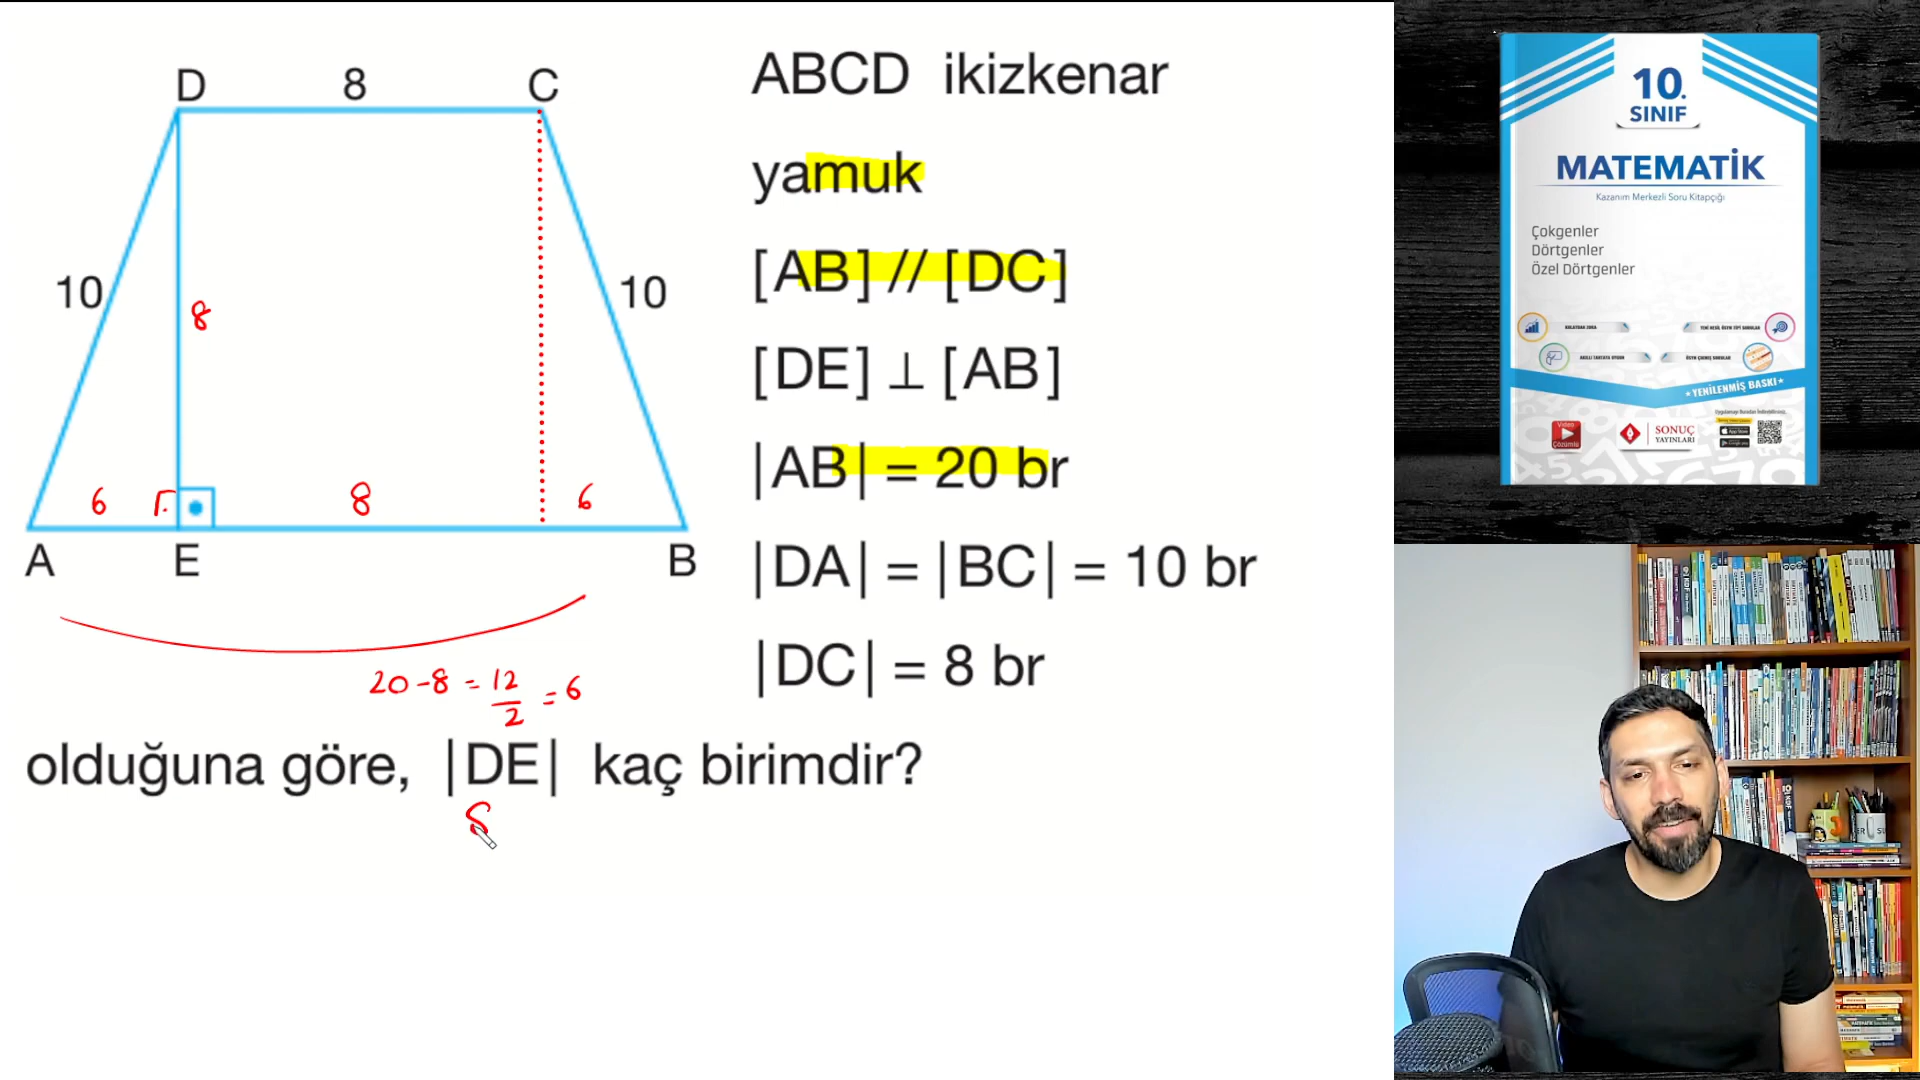 D 8 C
10 8 10
6 8 6
A E B
20-8 = 12/2 = 6
ABCD ikizkenar
yamuk
[AB] // [DC]
[DE] ⊥ [AB]
|AB| = 20 br
|DA| = |BC| = 10 br
|DC| = 8 br
olduğuna göre, |DE| kaç birimdir?
8
10.
SINIF
MATEMATİK
Kazanım Merkezli Soru Kitapçığı
Çokgenler
Dörtgenler
Özel Dörtgenler
★ YENİLENMİŞ BASKI ★
Video
Çözümlü
SONUÇ
YAYINLARI